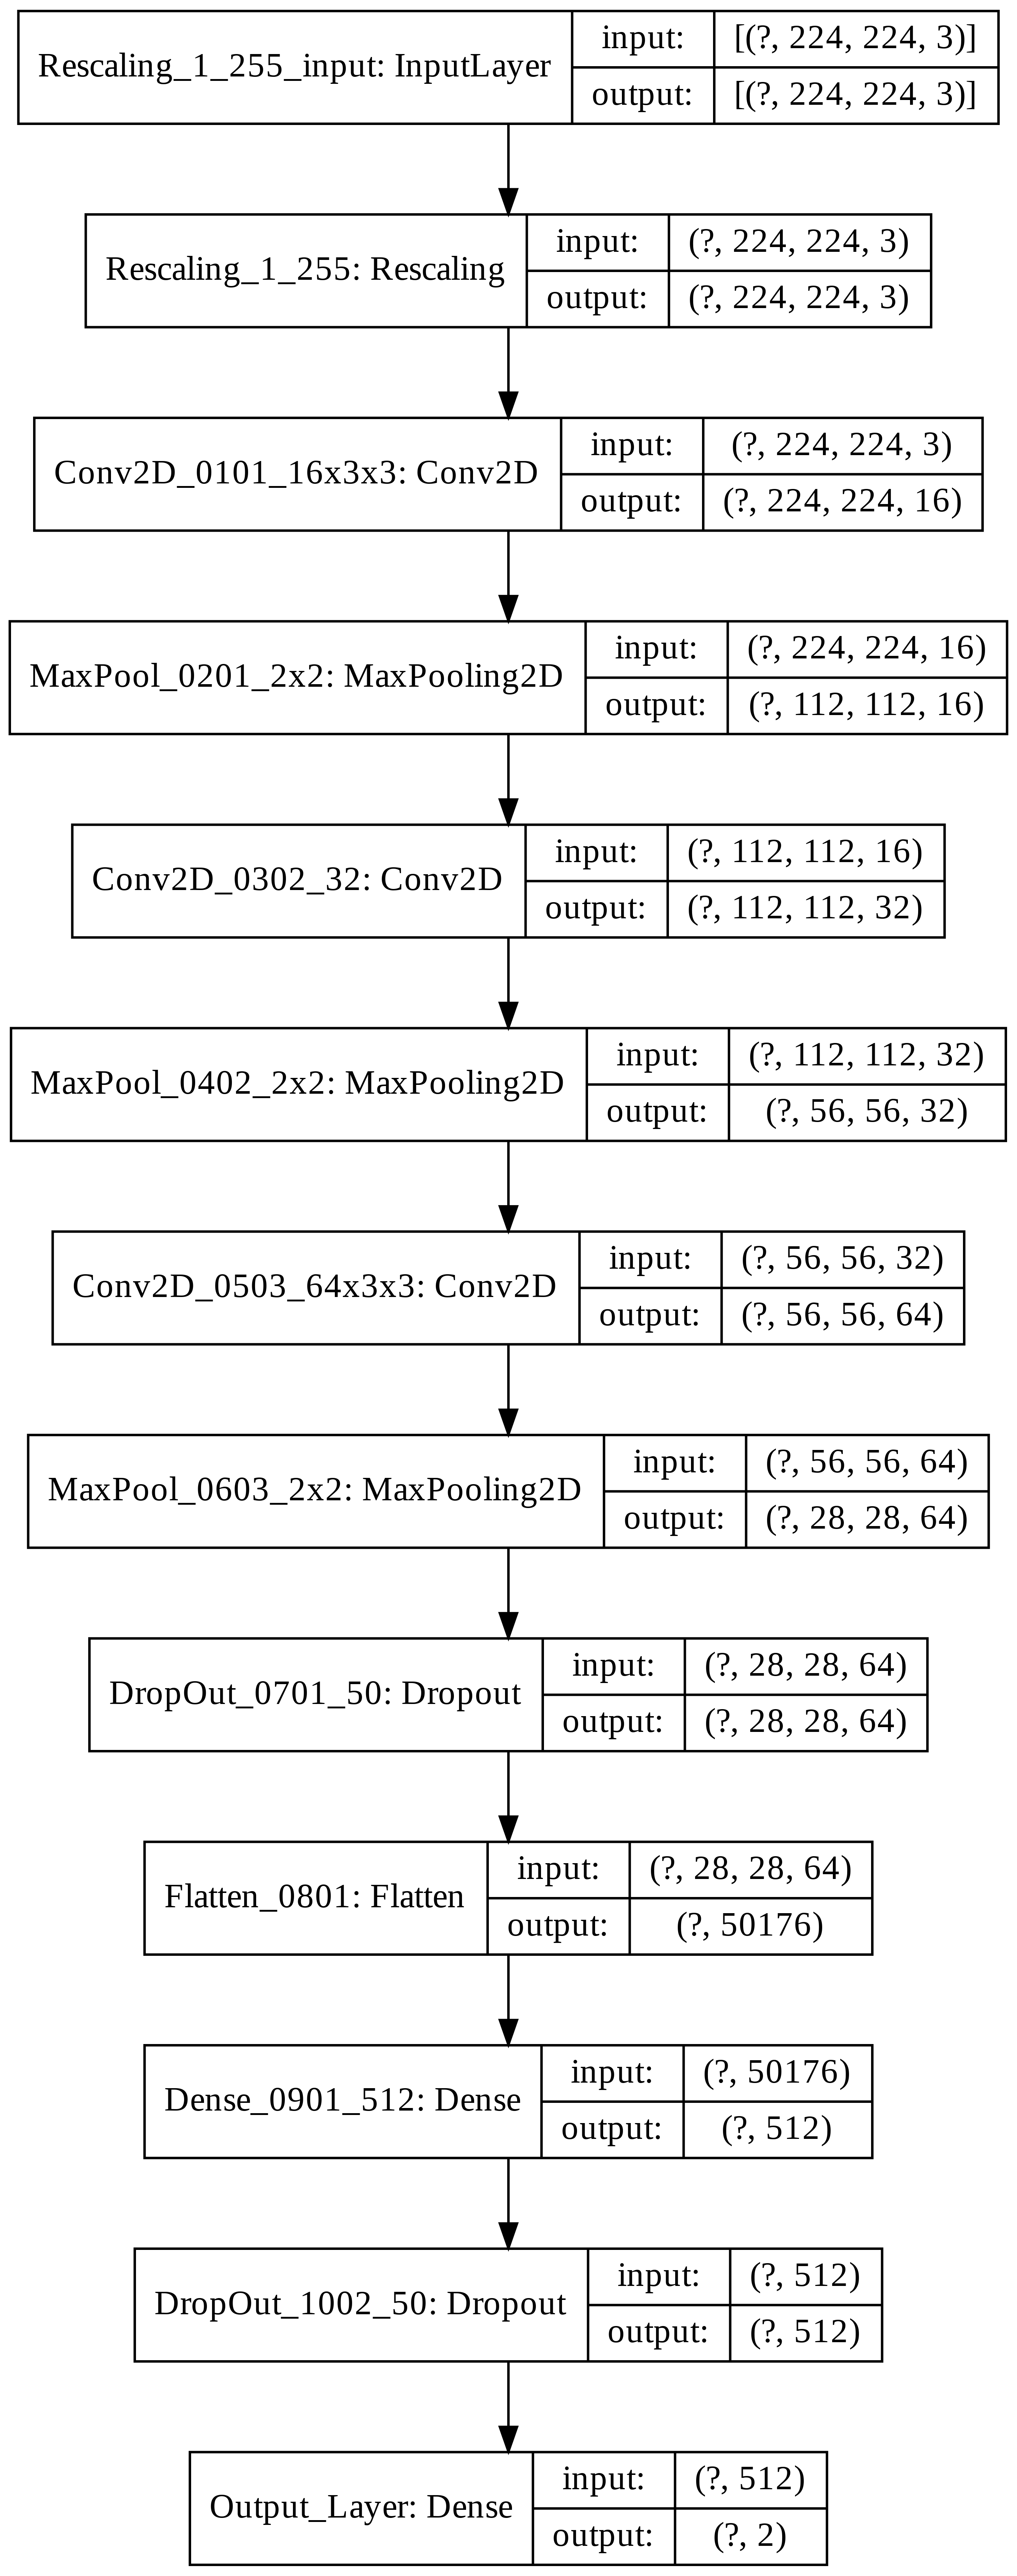 Rescaling_1_255_input: InputLayer
input:
[(?, 224, 224, 3)]
output:
[(?, 224, 224, 3)]
Rescaling_1_255: Rescaling
input:
(?, 224, 224, 3)
output:
(?, 224, 224, 3)
Conv2D_0101_16x3x3: Conv2D
input:
(?, 224, 224, 3)
output:
(?, 224, 224, 16)
MaxPool_0201_2x2: MaxPooling2D
input:
(?, 224, 224, 16)
output:
(?, 112, 112, 16)
Conv2D_0302_32: Conv2D
input:
(?, 112, 112, 16)
output:
(?, 112, 112, 32)
MaxPool_0402_2x2: MaxPooling2D
input:
(?, 112, 112, 32)
output:
(?, 56, 56, 32)
Conv2D_0503_64x3x3: Conv2D
input:
(?, 56, 56, 32)
output:
(?, 56, 56, 64)
MaxPool_0603_2x2: MaxPooling2D
input:
(?, 56, 56, 64)
output:
(?, 28, 28, 64)
DropOut_0701_50: Dropout
input:
(?, 28, 28, 64)
output:
(?, 28, 28, 64)
Flatten_0801: Flatten
input:
(?, 28, 28, 64)
output:
(?, 50176)
Dense_0901_512: Dense
input:
(?, 50176)
output:
(?, 512)
DropOut_1002_50: Dropout
input:
(?, 512)
output:
(?, 512)
Output_Layer: Dense
input:
(?, 512)
output:
(?, 2)